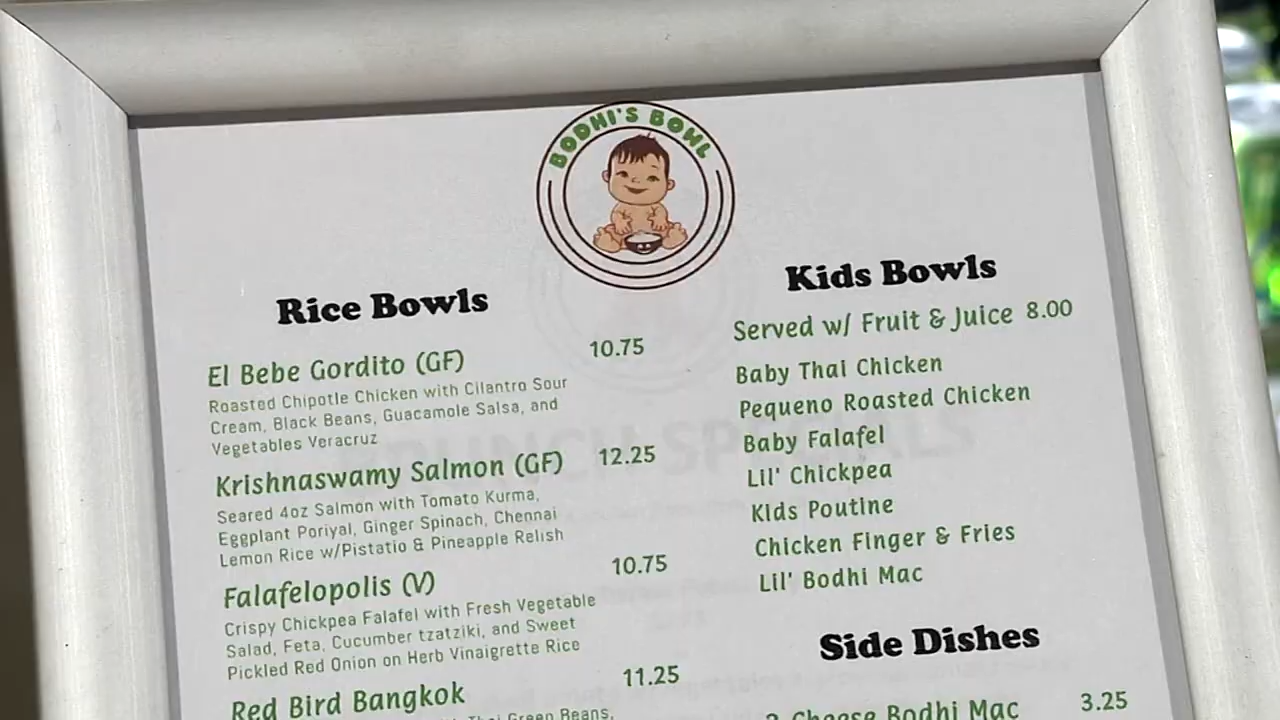 BODHI'S BOWL
Rice Bowls
El Bebe Gordito (GF) 10.75
Roasted Chipotle Chicken with Cilantro Sour
Cream, Black Beans, Guacamole Salsa, and
Vegetables Veracruz
Krishnaswamy Salmon (GF) 12.25
Seared 4oz Salmon with Tomato Kurma,
Eggplant Poriyal, Ginger Spinach, Chennai
Lemon Rice w/Pistatio & Pineapple Relish
Falafelopolis (V) 10.75
Crispy Chickpea Falafel with Fresh Vegetable
Salad, Feta, Cucumber tzatziki, and Sweet
Pickled Red Onion on Herb Vinaigrette Rice
Red Bird Bangkok 11.25
Thai Green Beans,
Kids Bowls
Served w/ Fruit & Juice 8.00
Baby Thai Chicken
Pequeno Roasted Chicken
Baby Falafel
Lil' Chickpea
Kids Poutine
Chicken Finger & Fries
Lil' Bodhi Mac
Side Dishes
Cheese Bodhi Mac 3.25